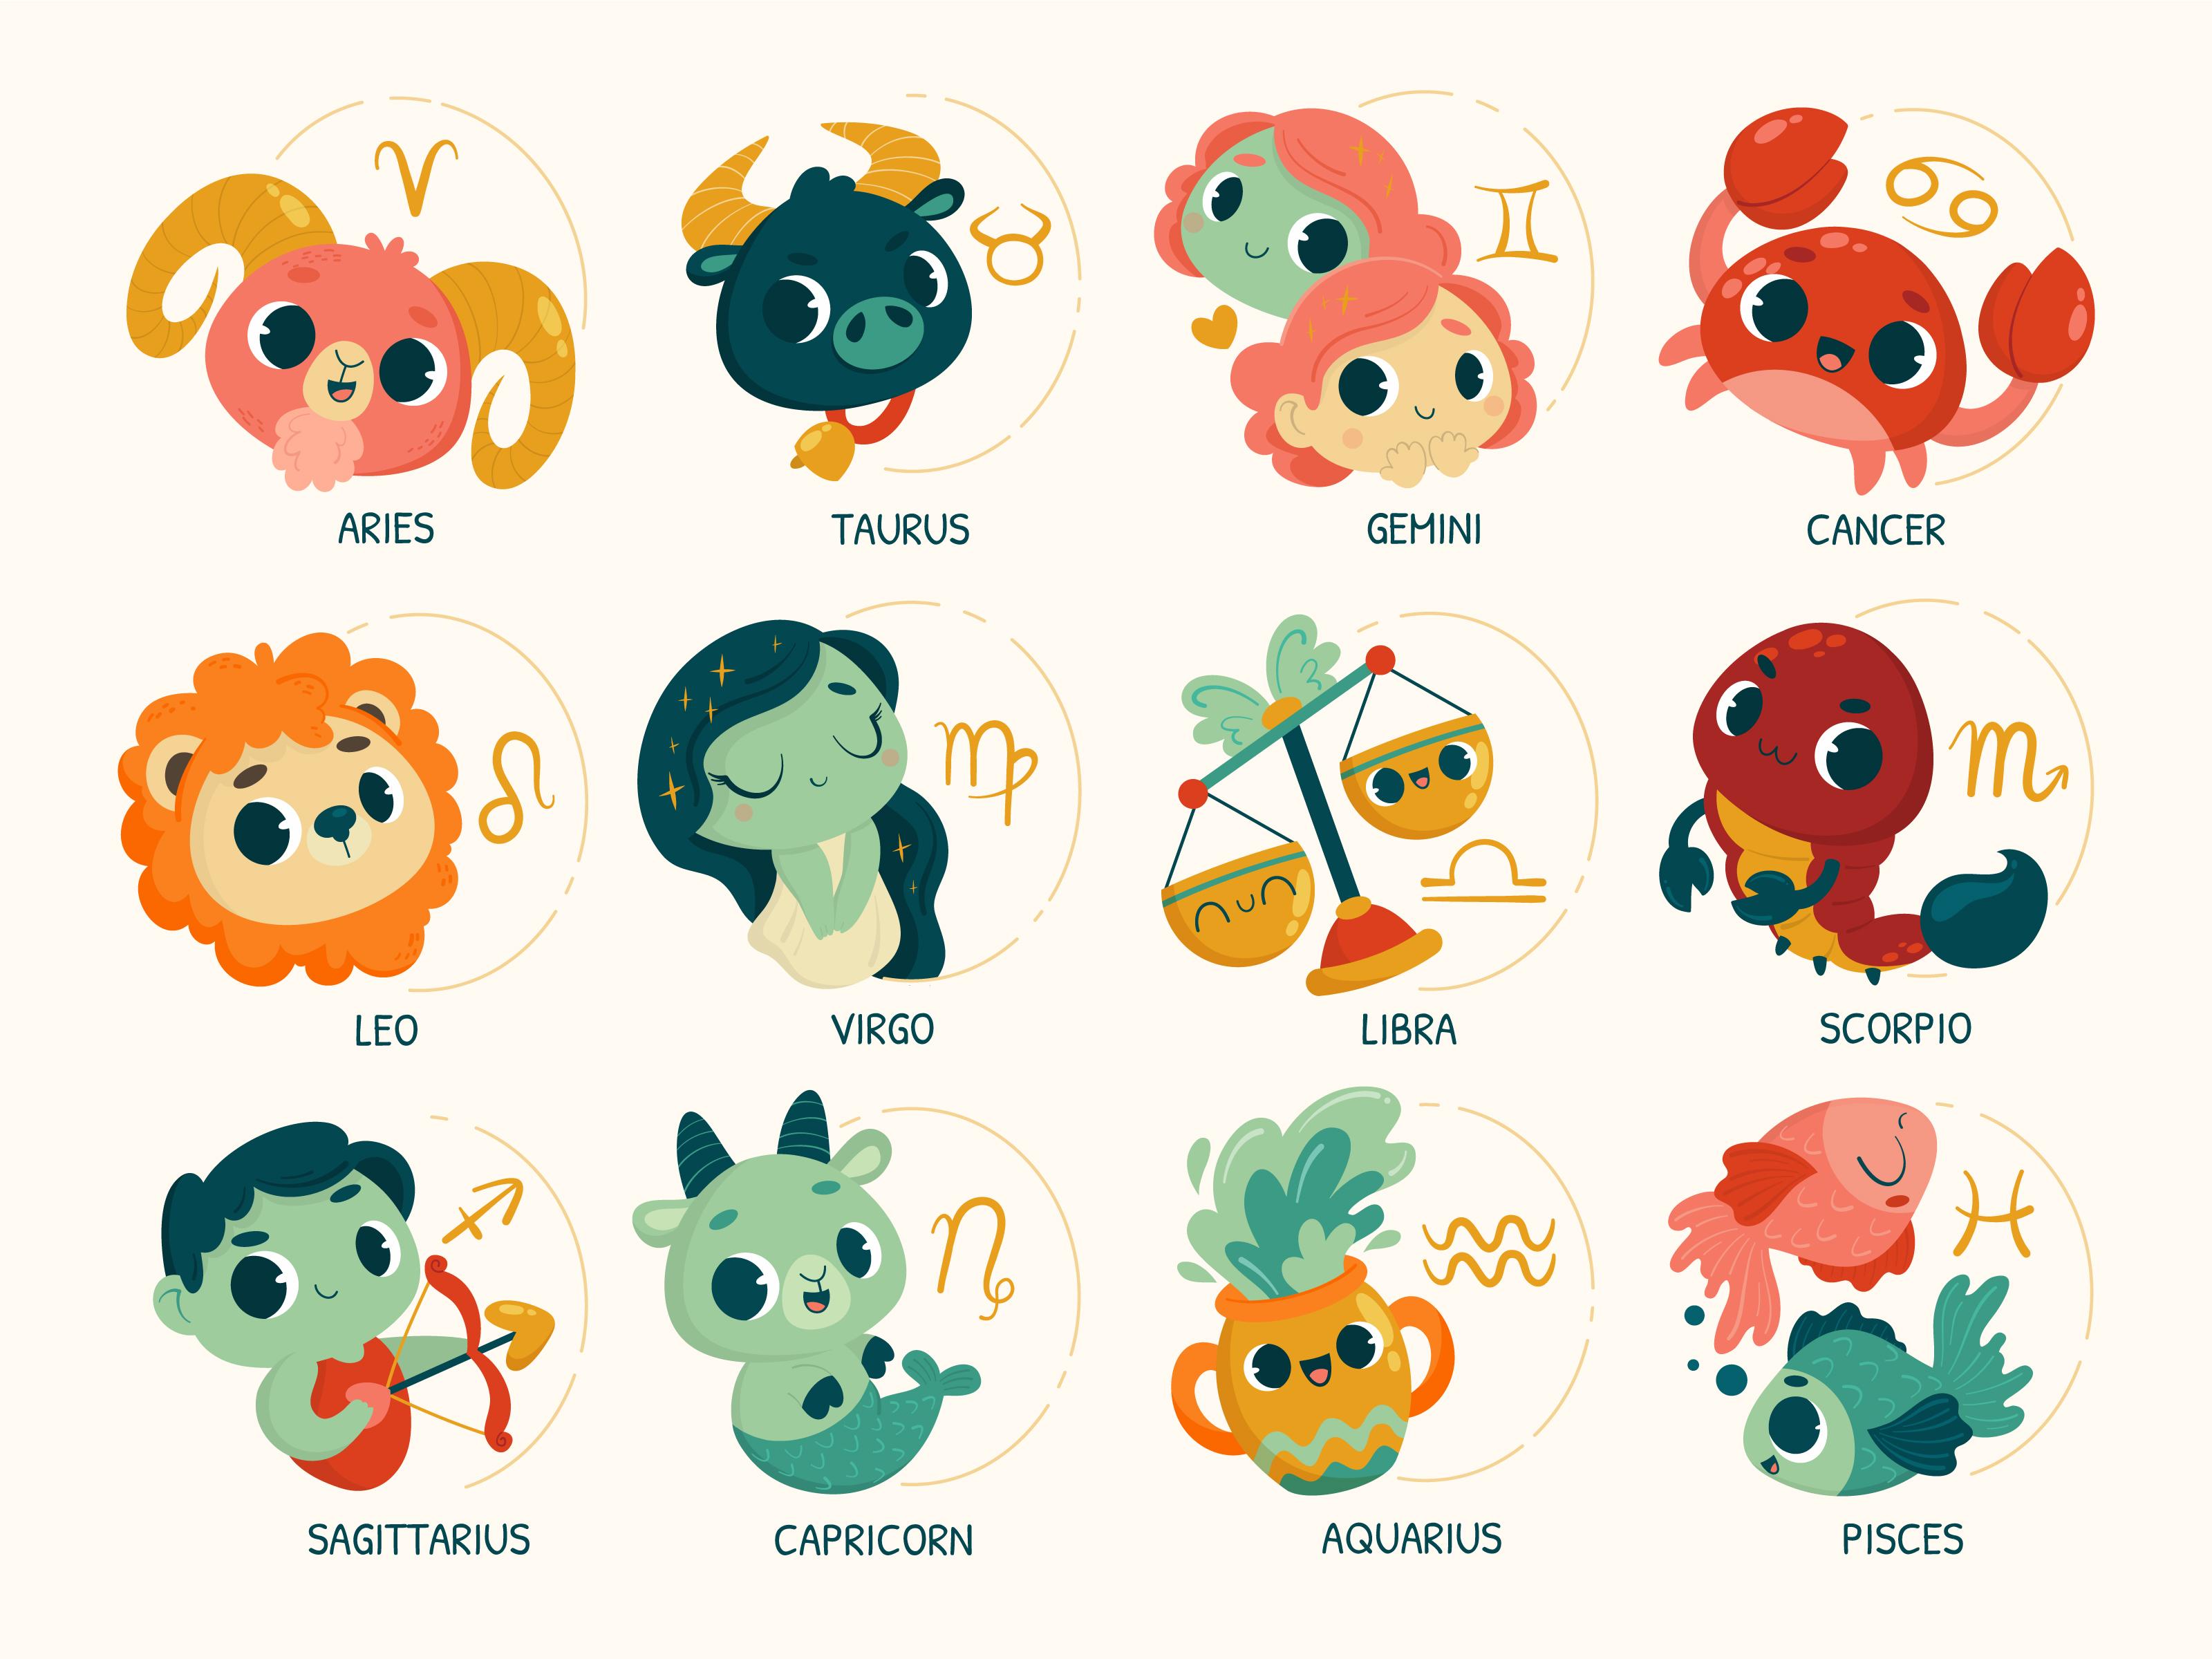 ARIES
TAURUS
GEMINI
CANCER
LEO
VIRGO
LIBRA
SCORPIO
SAGITTARIUS
CAPRICORN
AQUARIUS
PISCES